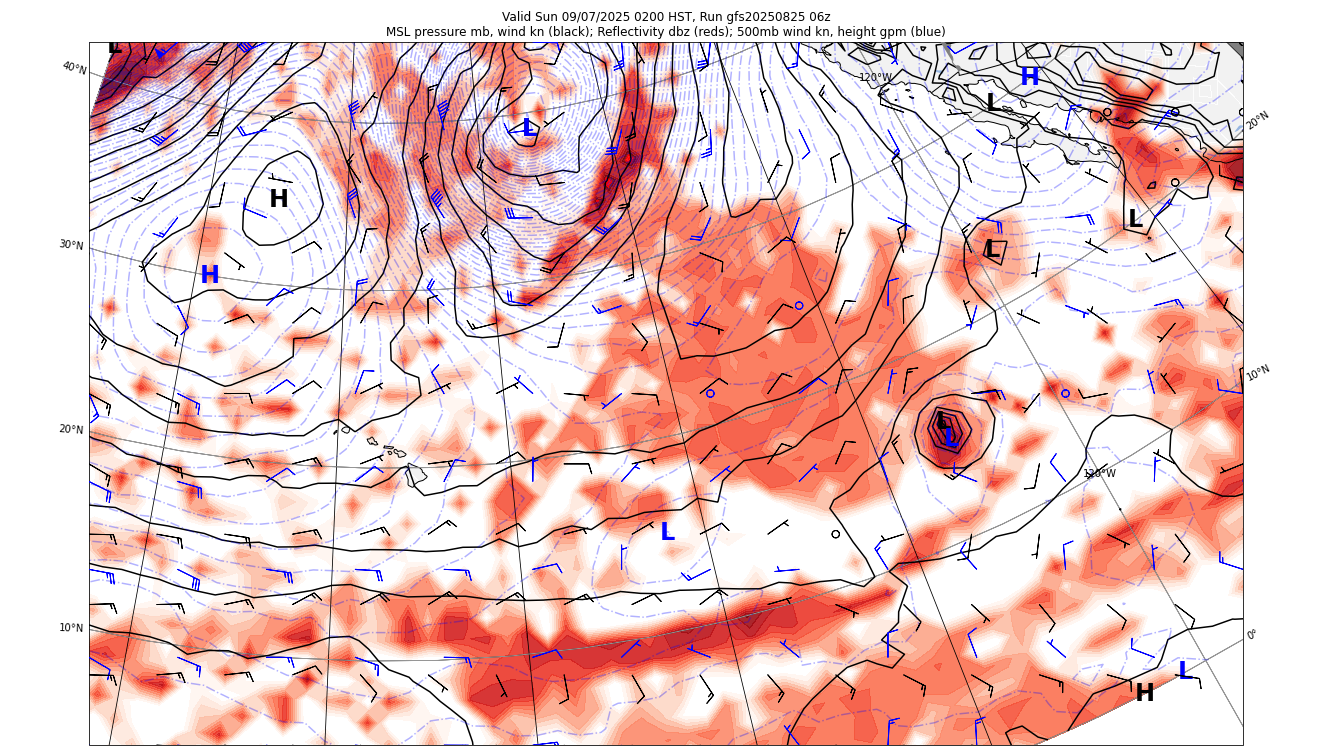 Valid Sun 09/07/2025 0200 HST, Run gfs20250825 06z
MSL pressure mb, wind kn (black); Reflectivity dbz (reds); 500mb wind kn, height gpm (blue)
L
40°N
120°W
H
L
20°N
L
H
L
L
30°N
H
10°N
L
L
20°N
120°W
L
10°N
0°
L
H